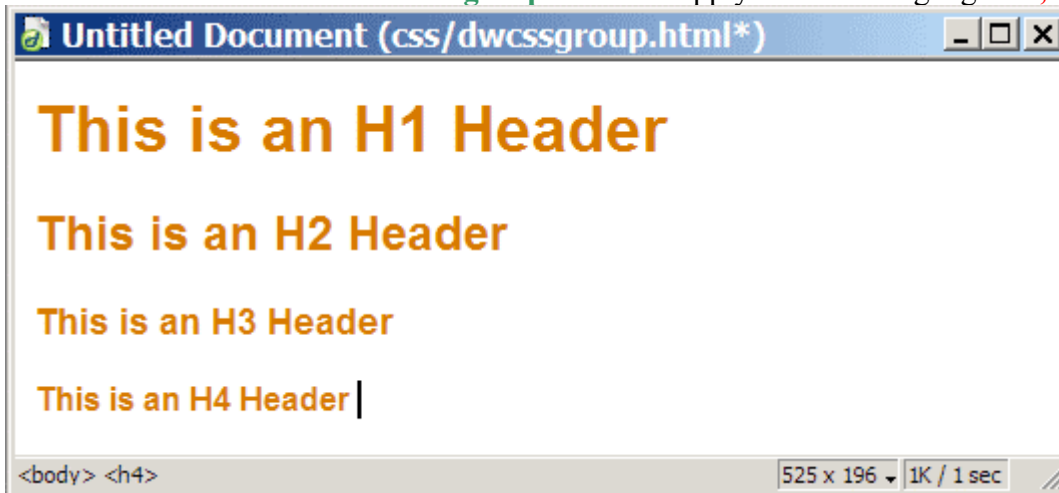 Untitled Document (css/dwcssgroup.html*)
This is an H1 Header
This is an H2 Header
This is an H3 Header
This is an H4 Header
<body> <h4> 525 x 196 1K / 1 sec